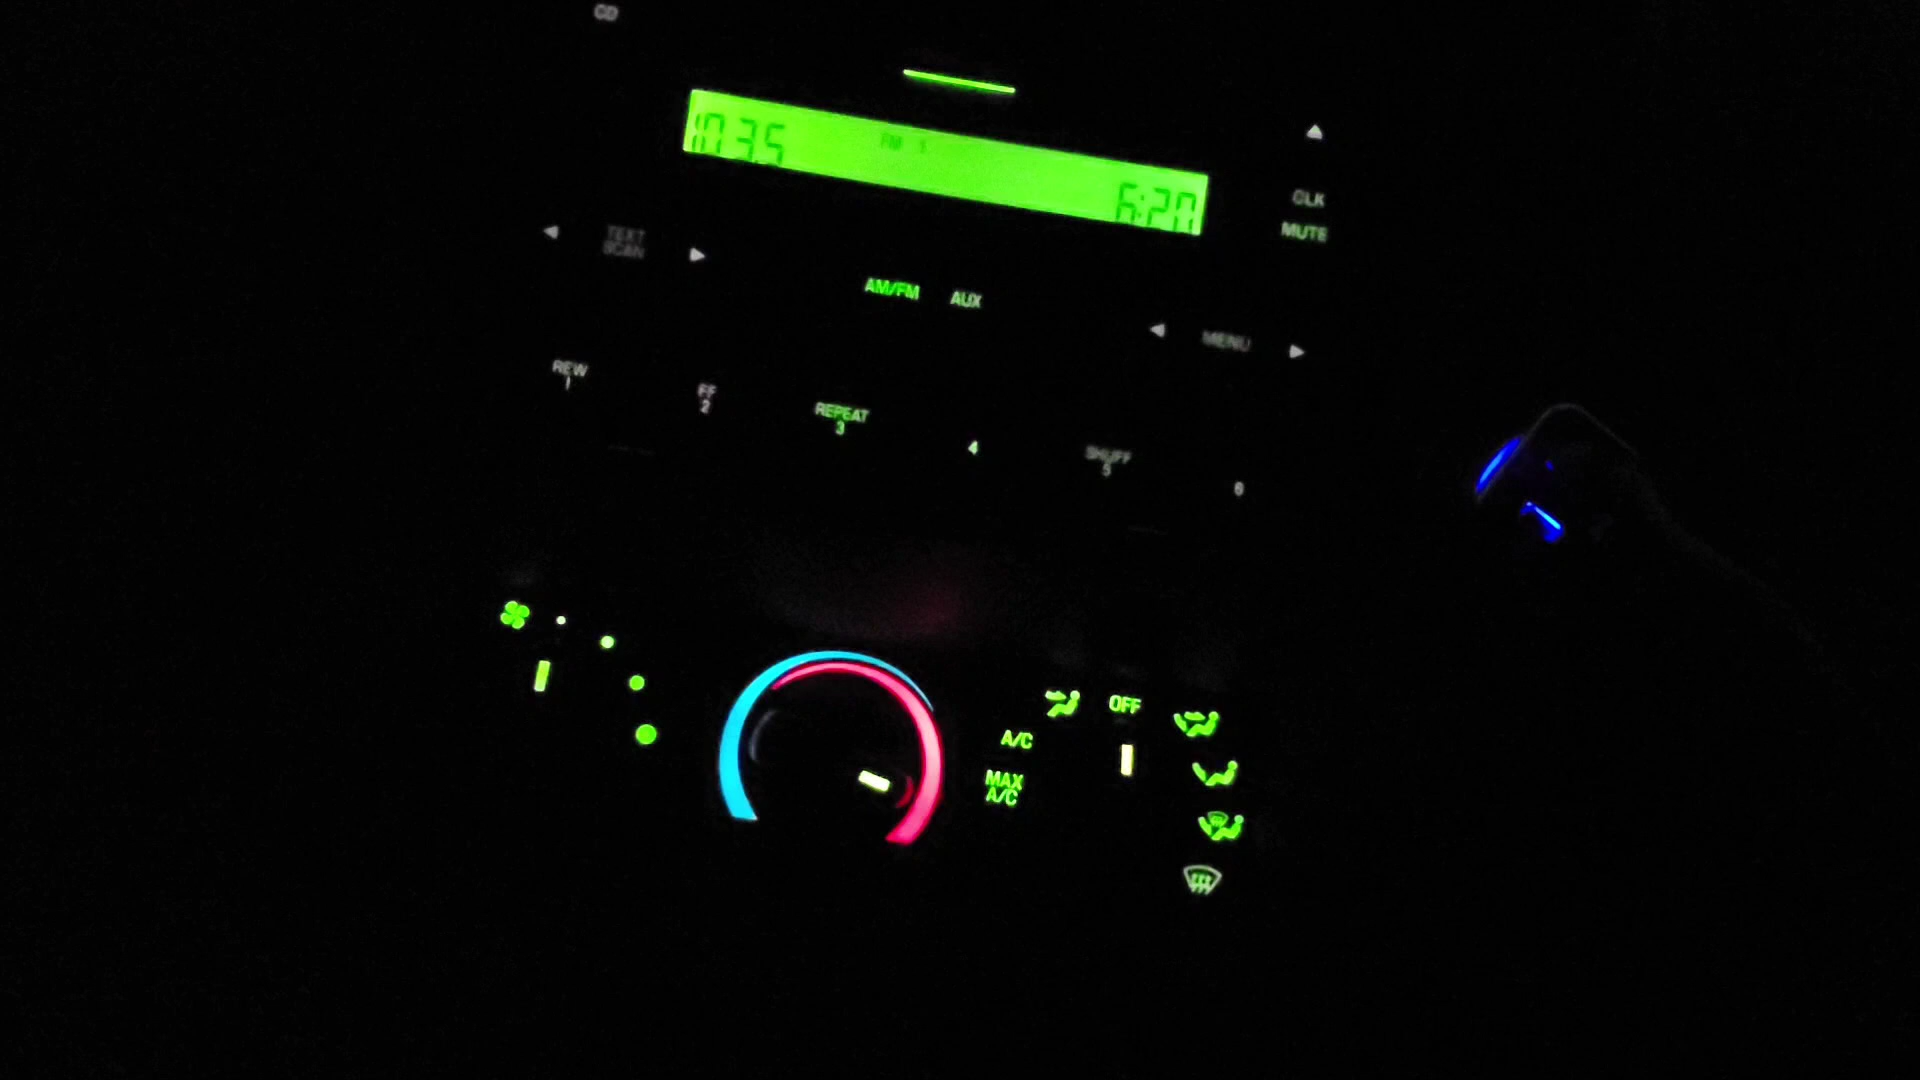 CD
103.5
FM 1
6:20
CLK
MUTE
TEXT
SCAN
AM/FM
AUX
MENU
REW
1
FF
2
REPEAT
3
4
SHUFF
5
6
OFF
A/C
MAX
A/C